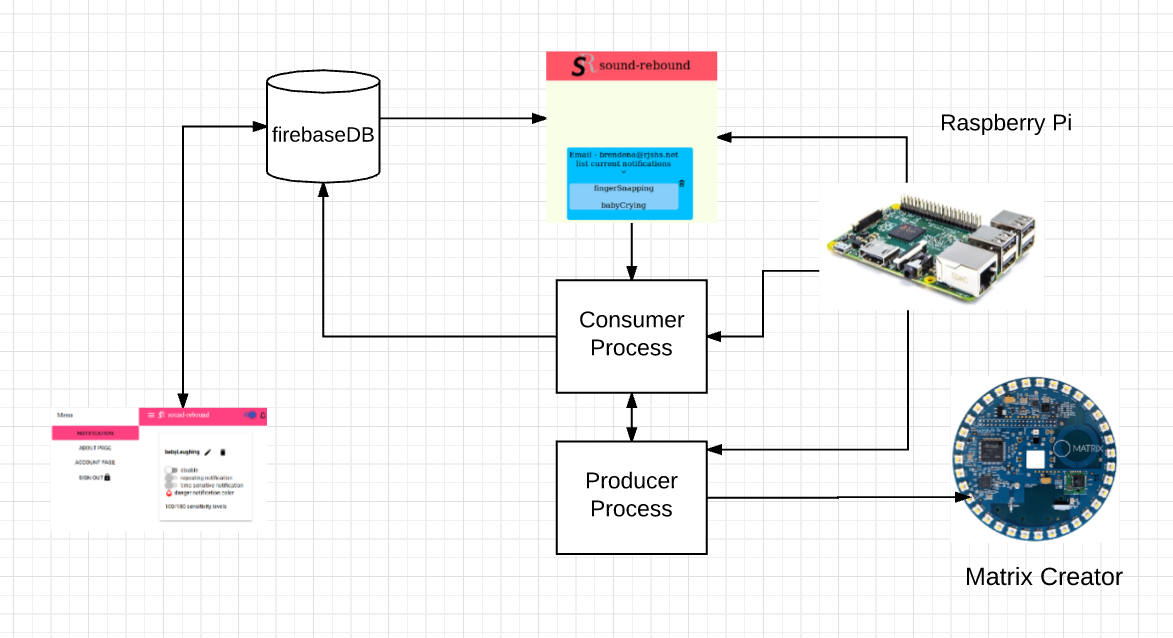 SR sound-rebound
firebaseDB
Raspberry Pi
Email - brendena@rjsbs.net
list current notifications
fingerSnapping
babyCrying
Consumer
Process
Menu
sound-rebound
NOTIFICATION
ABOUT PAGE
ACCOUNT PAGE
SIGN OUT
babyLaughing
disable
repeating notification
time sensitive notification
danger notification color
100/100 sensitivity levels
Producer
Process
MATRIX
Matrix Creator